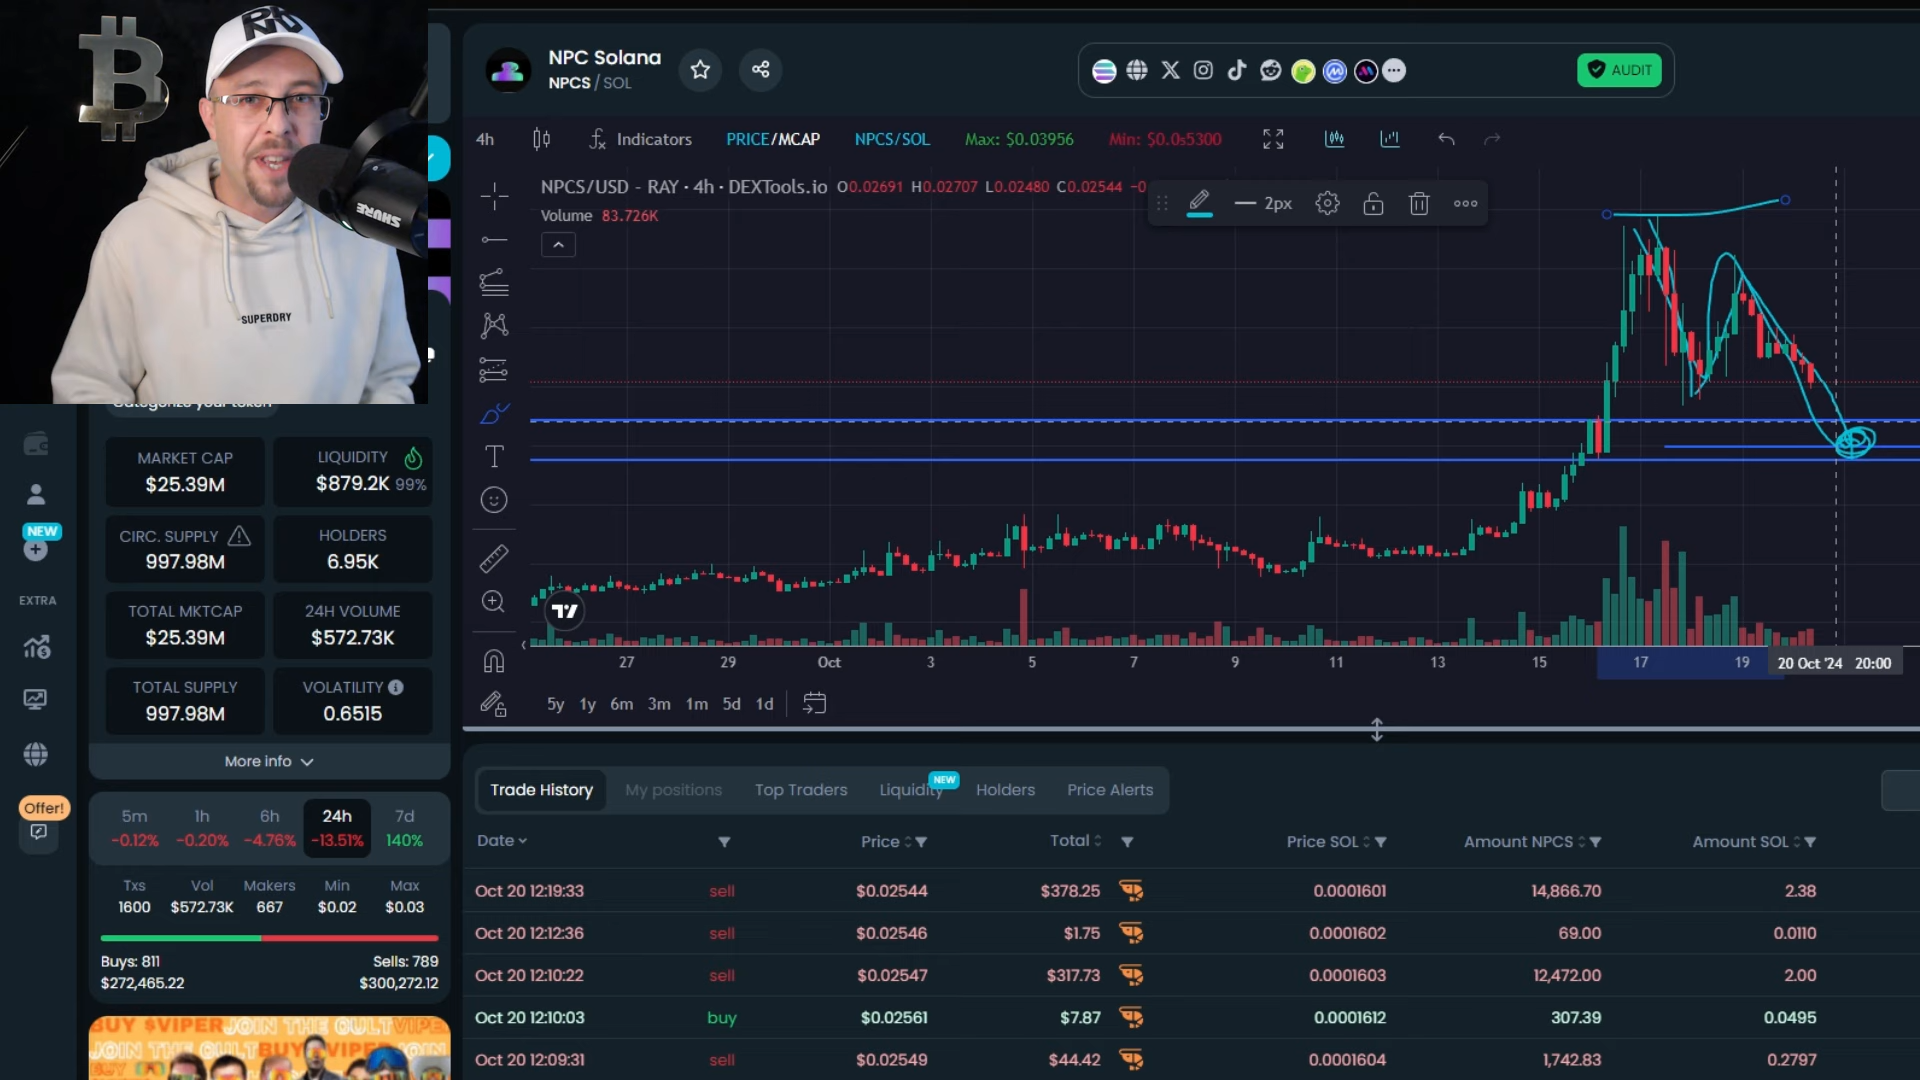 SHURE
SUPERDRY
NPC Solana
NPCS / SOL
AUDIT
4h
Indicators
PRICE/MCAP
NPCS/SOL
Max: $0.03956
Min: $0.0₅5300
NPCS/USD - RAY · 4h · DEXTools.io O0.02691 H0.02707 L0.02480 C0.02544 −0
2px
Volume 83.726K
27 29 Oct 3 5 7 9 11 13 15 17 19 20 Oct '24 20:00
5y 1y 6m 3m 1m 5d 1d
Categorize your token
MARKET CAP
$25.39M
LIQUIDITY
$879.2K 99%
CIRC. SUPPLY
997.98M
HOLDERS
6.95K
TOTAL MKTCAP
$25.39M
24H VOLUME
$572.73K
TOTAL SUPPLY
997.98M
VOLATILITY
0.6515
More info
NEW
EXTRA
Offer!
5m 1h 6h 24h 7d
-0.12% -0.20% -4.76% -13.51% 140%
Txs Vol Makers Min Max
1600 $572.73K 667 $0.02 $0.03
Buys: 811 Sells: 789
$272,465.22 $300,272.12
BUY $VIPER JOIN THE CULT VIPE
JOIN THE CULT BUY VIPER JOIN
BUY
Trade History My positions Top Traders Liquidity NEW Holders Price Alerts
Date Price Total Price SOL Amount NPCS Amount SOL
Oct 20 12:19:33 sell $0.02544 $378.25 0.0001601 14,866.70 2.38
Oct 20 12:12:36 sell $0.02546 $1.75 0.0001602 69.00 0.0110
Oct 20 12:10:22 sell $0.02547 $317.73 0.0001603 12,472.00 2.00
Oct 20 12:10:03 buy $0.02561 $7.87 0.0001612 307.39 0.0495
Oct 20 12:09:31 sell $0.02549 $44.42 0.0001604 1,742.83 0.2797